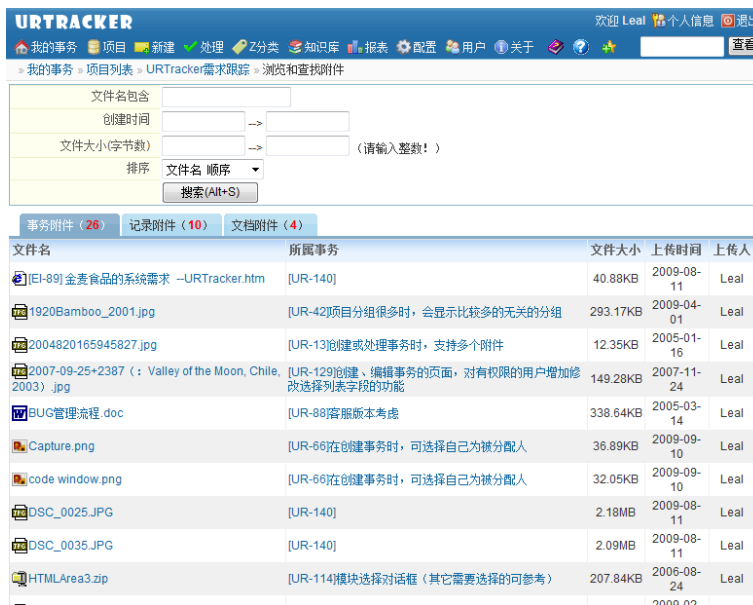 URTRACKER
欢迎 Leal 个人信息 退出
我的事务 项目 新建 处理 Z分类 知识库 报表 配置 用户 关于 查看
» 我的事务 » 项目列表 » URTracker需求跟踪 » 浏览和查找附件
文件名包含
创建时间 -->
文件大小(字节数) --> (请输入整数! )
排序 文件名 顺序
搜索(Alt+S)
事务附件（26） 记录附件（10） 文档附件（4）
文件名 所属事务 文件大小 上传时间 上传人
[EI-89] 金麦食品的系统需求 --URTracker.htm [UR-140] 40.88KB 2009-08-11 Leal
1920Bamboo_2001.jpg [UR-42]项目分组很多时，会显示比较多的无关的分组 293.17KB 2009-04-01 Leal
2004820165945827.jpg [UR-13]创建或处理事务时，支持多个附件 12.35KB 2005-01-16 Leal
2007-09-25+2387 (: Valley of the Moon, Chile, [UR-129]创建、编辑事务的页面，对有权限的用户增加修 149.28KB 2007-11-24 Leal
2003) .jpg 改选择列表字段的功能
BUG管理流程.doc [UR-88]客服版本考虑 338.64KB 2005-03-14 Leal
Capture.png [UR-66]在创建事务时，可选择自己为被分配人 36.89KB 2009-09-10 Leal
code window.png [UR-66]在创建事务时，可选择自己为被分配人 32.05KB 2009-09-10 Leal
DSC_0025.JPG [UR-140] 2.18MB 2009-08-11 Leal
DSC_0035.JPG [UR-140] 2.09MB 2009-08-11 Leal
HTMLArea3.zip [UR-114]模块选择对话框（其它需要选择的可参考） 207.84KB 2006-08-24 Leal